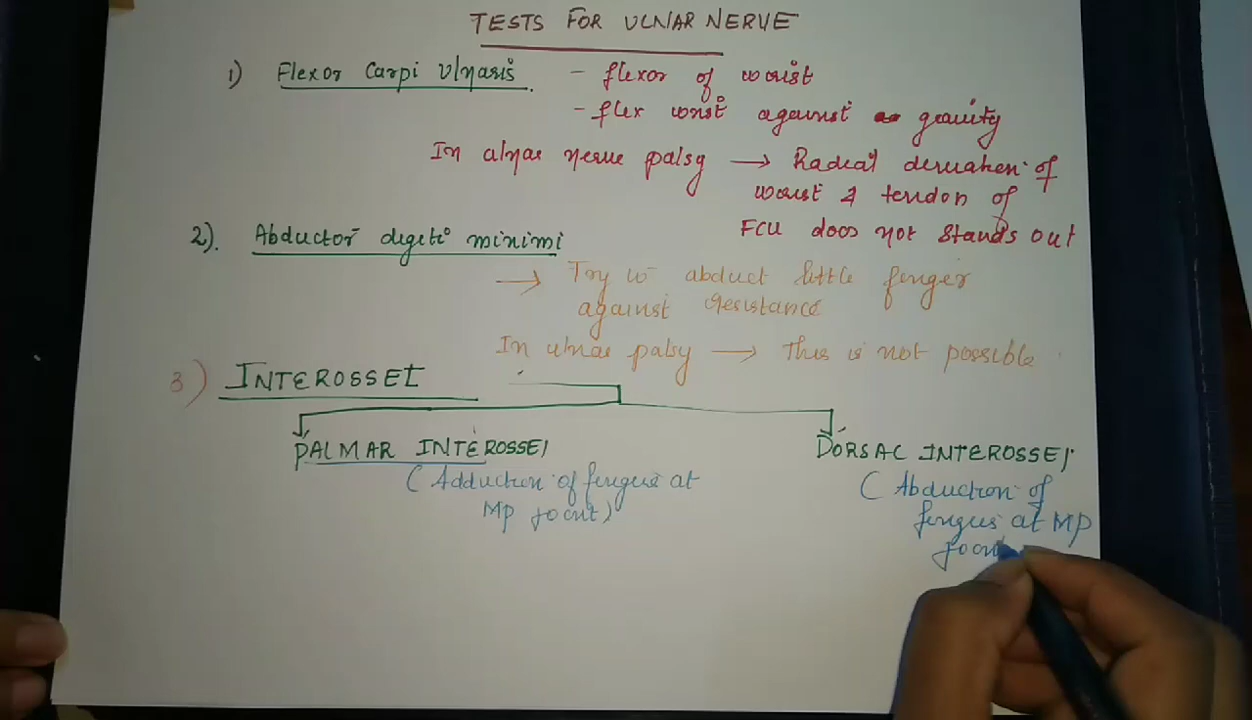 TESTS FOR ULNAR NERVE
1) Flexor Carpi Ulnaris - flexor of wrist
- flex wrist against gravity
In ulnar nerve palsy → Radial deviation of
wrist & tendon of
FCU does not stands out
2). Abductor digiti minimi
→ Try to abduct little finger
against resistance
In ulnar palsy → This is not possible
3) INTEROSSEI
PALMAR INTEROSSEI
(Adduction of fingers at
MP joint)
DORSAL INTEROSSEI
(Abduction of
fingers at MP